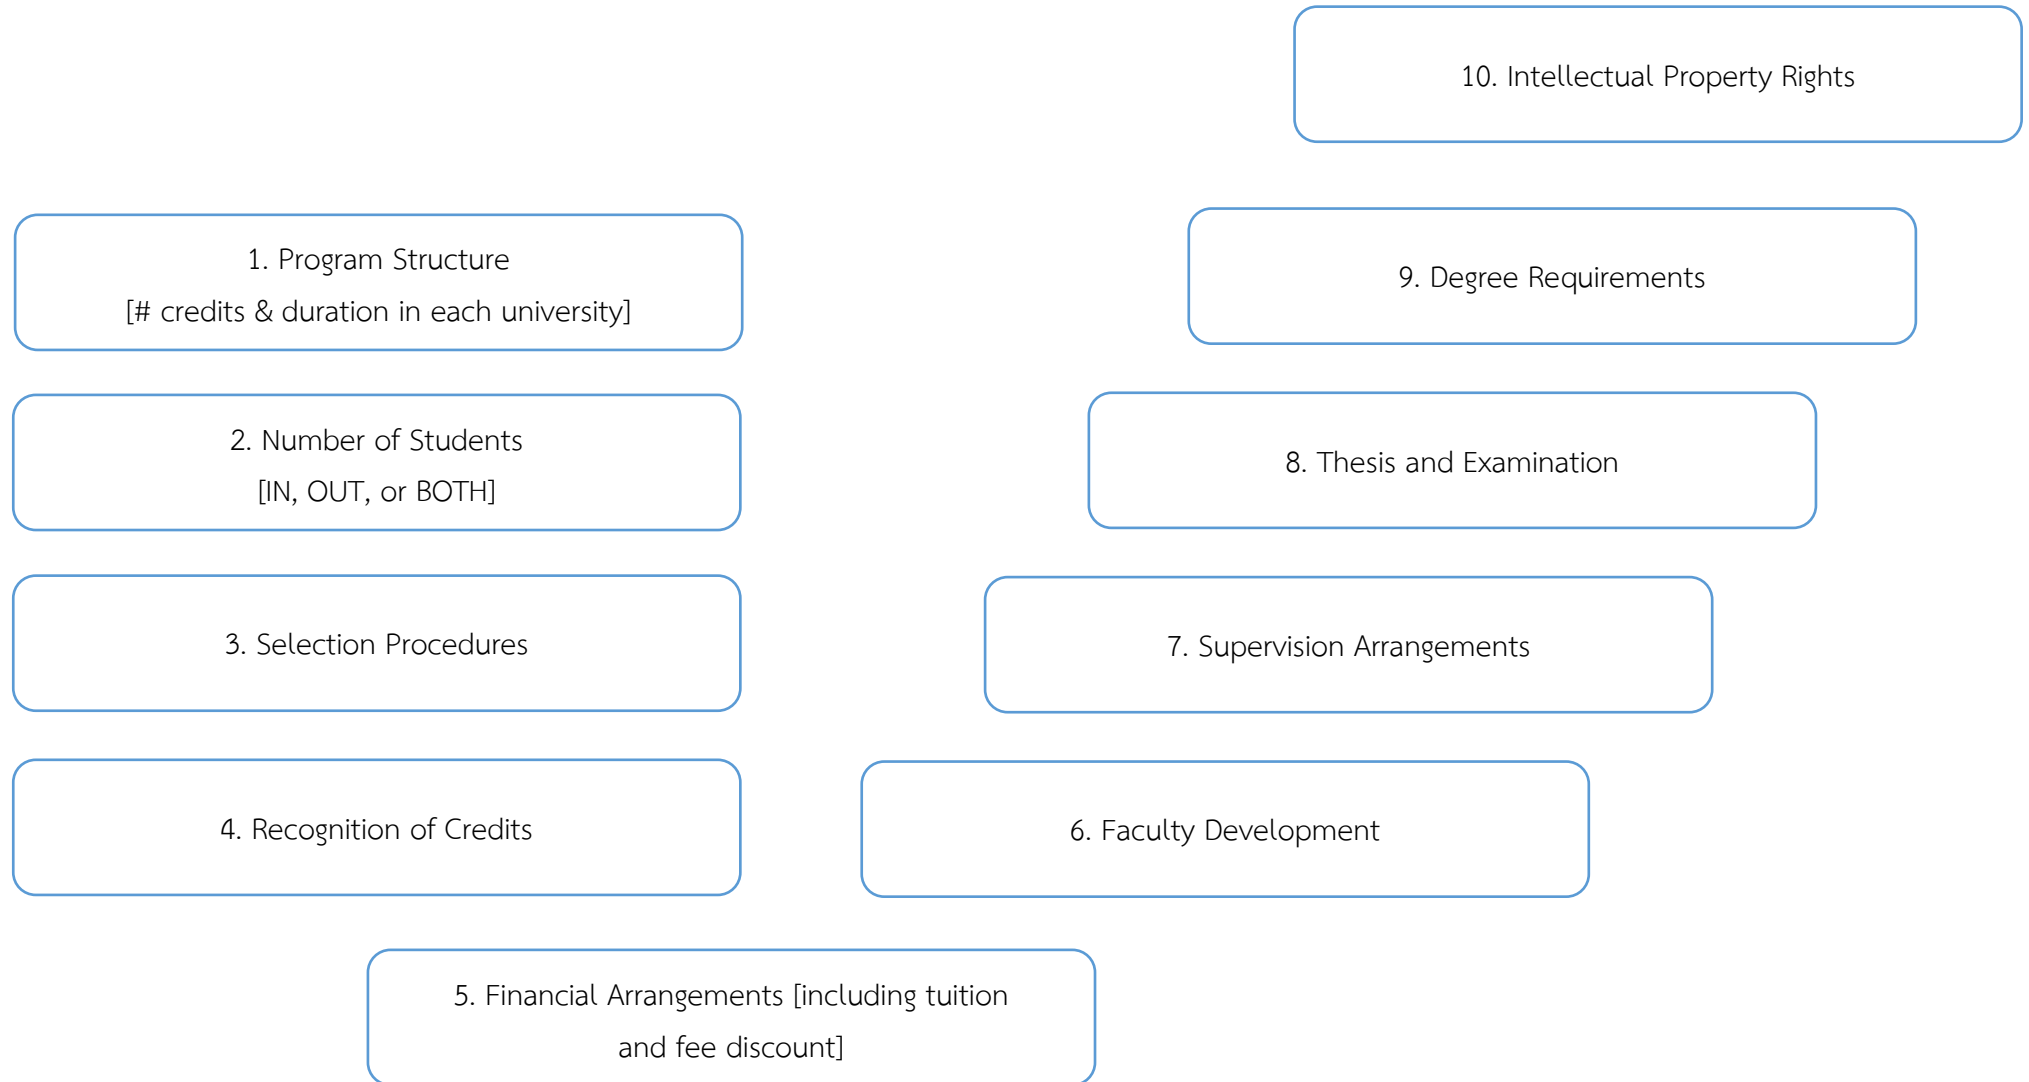 1. Program Structure
[# credits & duration in each university]
2. Number of Students
[IN, OUT, or BOTH]
3. Selection Procedures
4. Recognition of Credits
5. Financial Arrangements [including tuition
and fee discount]
6. Faculty Development
7. Supervision Arrangements
8. Thesis and Examination
9. Degree Requirements
10. Intellectual Property Rights